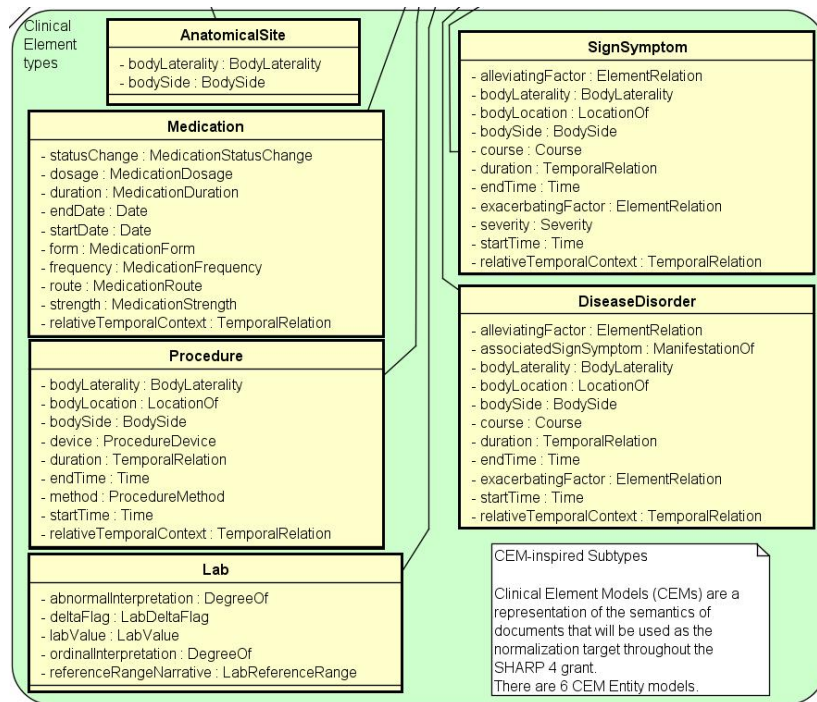 Clinical
Element
types
AnatomicalSite
- bodyLaterality : BodyLaterality
- bodySide : BodySide
Medication
- statusChange : MedicationStatusChange
- dosage : MedicationDosage
- duration : MedicationDuration
- endDate : Date
- startDate : Date
- form : MedicationForm
- frequency : MedicationFrequency
- route : MedicationRoute
- strength : MedicationStrength
- relativeTemporalContext : TemporalRelation
Procedure
- bodyLaterality : BodyLaterality
- bodyLocation : LocationOf
- bodySide : BodySide
- device : ProcedureDevice
- duration : TemporalRelation
- endTime : Time
- method : ProcedureMethod
- startTime : Time
- relativeTemporalContext : TemporalRelation
Lab
- abnormalInterpretation : DegreeOf
- deltaFlag : LabDeltaFlag
- labValue : LabValue
- ordinalInterpretation : DegreeOf
- referenceRangeNarrative : LabReferenceRange
SignSymptom
- alleviatingFactor : ElementRelation
- bodyLaterality : BodyLaterality
- bodyLocation : LocationOf
- bodySide : BodySide
- course : Course
- duration : TemporalRelation
- endTime : Time
- exacerbatingFactor : ElementRelation
- severity : Severity
- startTime : Time
- relativeTemporalContext : TemporalRelation
DiseaseDisorder
- alleviatingFactor : ElementRelation
- associatedSignSymptom : ManifestationOf
- bodyLaterality : BodyLaterality
- bodyLocation : LocationOf
- bodySide : BodySide
- course : Course
- duration : TemporalRelation
- endTime : Time
- exacerbatingFactor : ElementRelation
- startTime : Time
- relativeTemporalContext : TemporalRelation
CEM-inspired Subtypes
Clinical Element Models (CEMs) are a
representation of the semantics of
documents that will be used as the
normalization target throughout the
SHARP 4 grant.
There are 6 CEM Entity models.